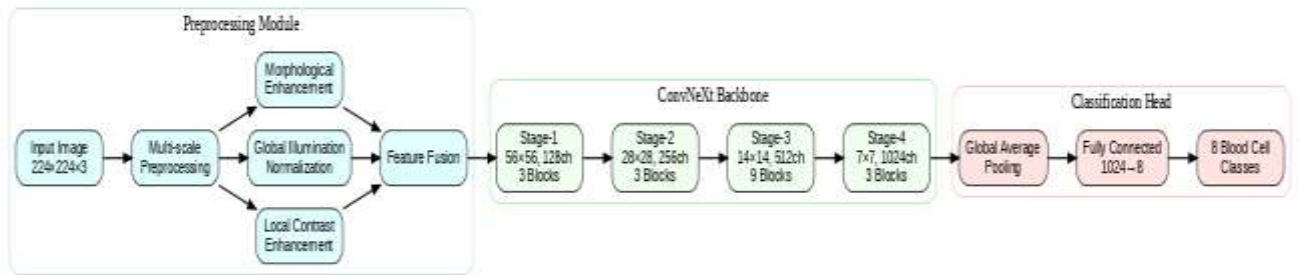 Preprocessing Module
Input Image
224×224×3
Multi-scale
Preprocessing
Morphological
Enhancement
Global Illumination
Normalization
Local Contrast
Enhancement
Feature Fusion
ConvNeXt Backbone
Stage-1
56×56, 128ch
3 Blocks
Stage-2
28×28, 256ch
3 Blocks
Stage-3
14×14, 512ch
9 Blocks
Stage-4
7×7, 1024ch
3 Blocks
Classification Head
Global Average
Pooling
Fully Connected
1024→8
8 Blood Cell
Classes